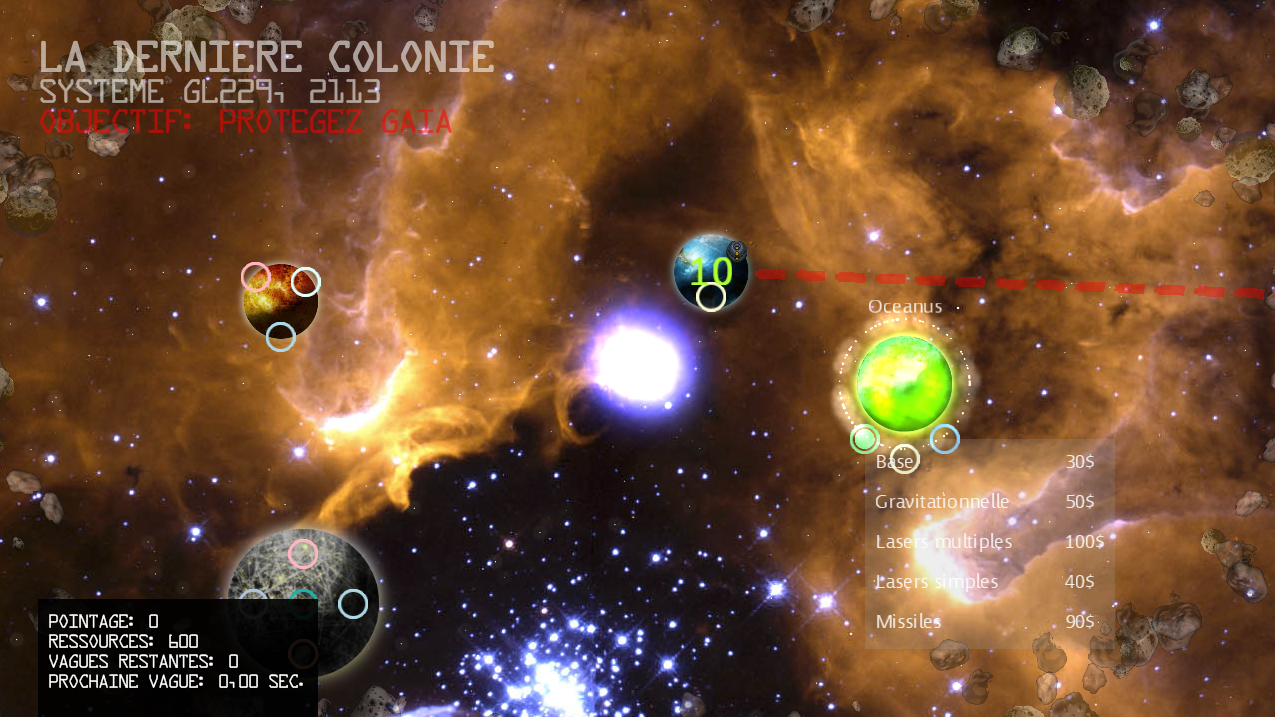 LA DERNIERE COLONIE
SYSTEME GL229, 2113
OBJECTIF: PROTEGEZ GAIA
10
Oceanus
Base 30$
Gravitationnelle 50$
Lasers multiples 100$
Lasers simples 40$
Missiles 90$
POINTAGE: 0
RESSOURCES: 600
VAGUES RESTANTES: 0
PROCHAINE VAGUE: 0,00 SEC.